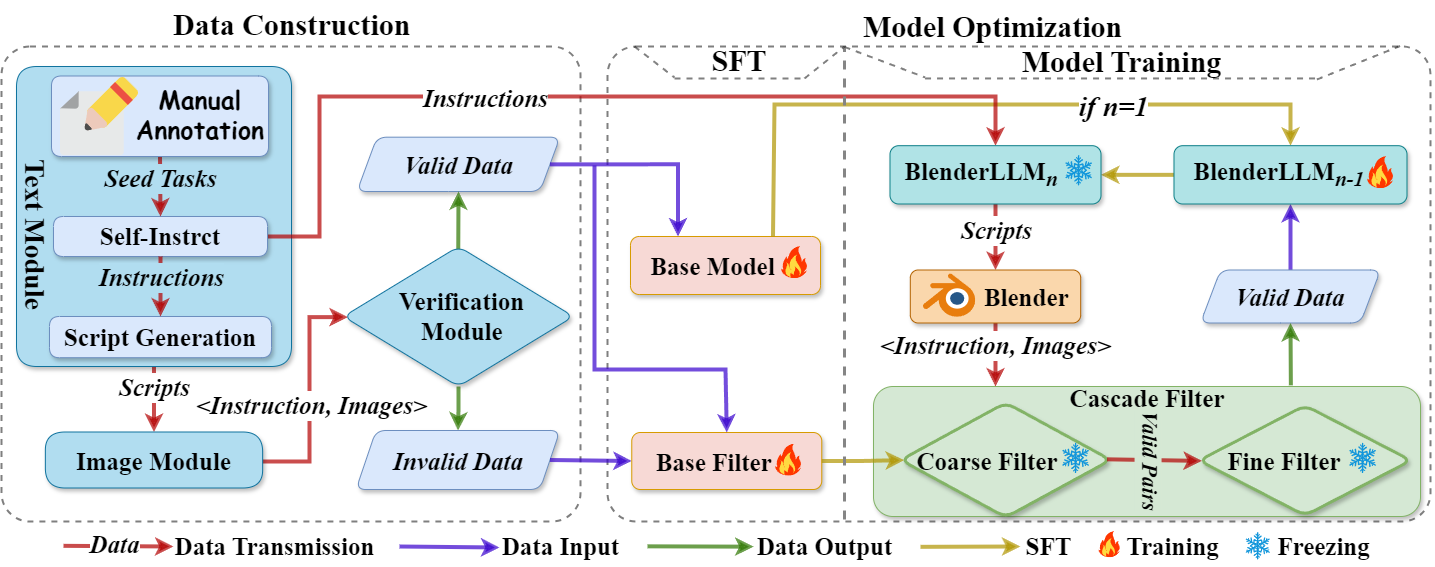 Data Construction
Model Optimization
SFT
Model Training
Text Module
Manual
Annotation
Seed Tasks
Self-Instrct
Instructions
Script Generation
Scripts
Image Module
<Instruction, Images>
Instructions
Valid Data
Verification
Module
Invalid Data
Base Model
Base Filter
if n=1
BlenderLLMn
BlenderLLMn-1
Scripts
Blender
<Instruction, Images>
Valid Data
Cascade Filter
Coarse Filter
Valid Pairs
Fine Filter
Data
Data Transmission
Data Input
Data Output
SFT
Training
Freezing